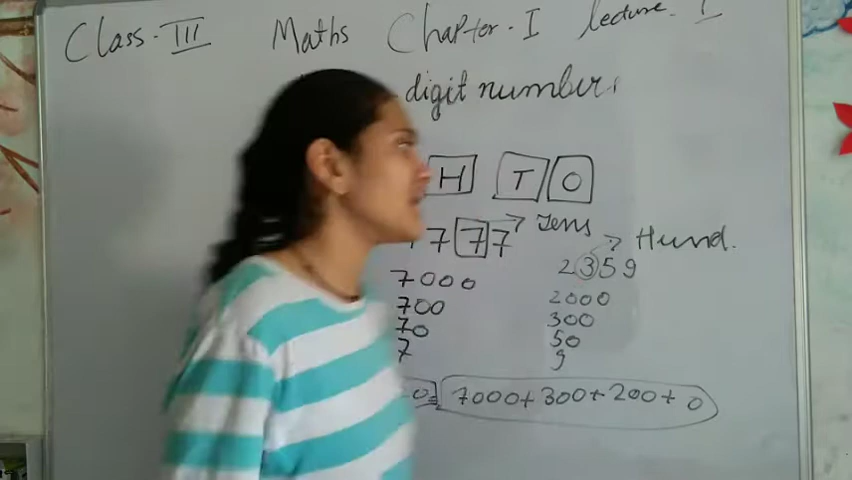 Class - III Maths Chapter - I lecture - I
digit number
H T O
7 7 7 → Tens
2 3 5 9 → Hund.
7000 2000
700 300
70 50
7 9
0= 7000+300+200+0